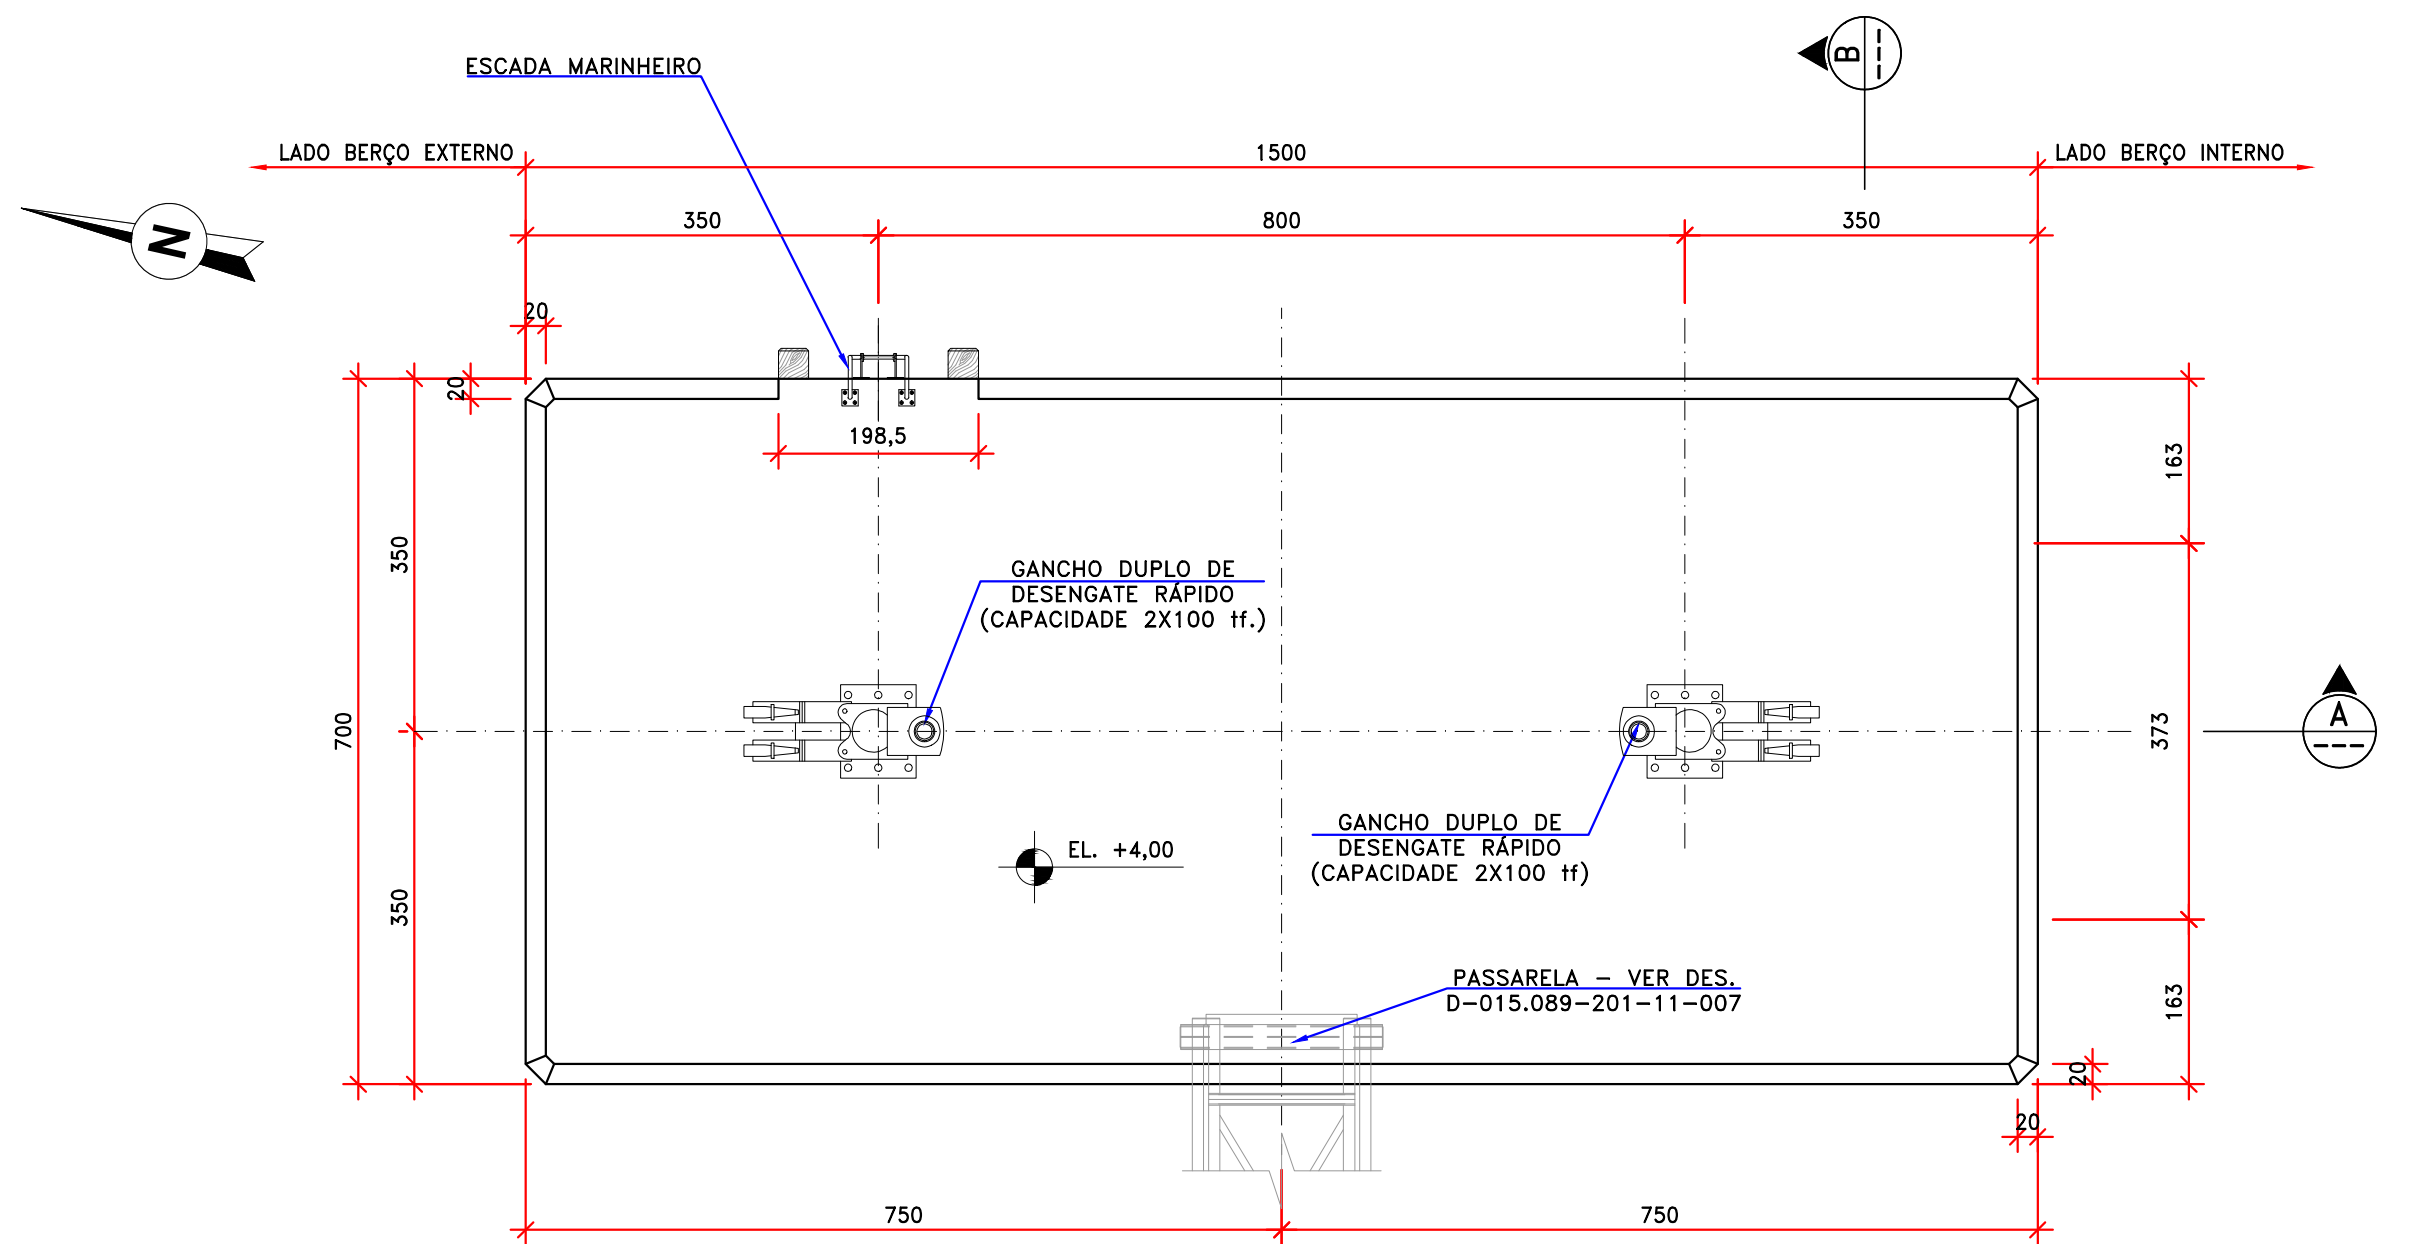 B
ESCADA MARINHEIRO
LADO BERÇO EXTERNO
1500
LADO BERÇO INTERNO
350
800
350
N
20
20
198,5
163
350
GANCHO DUPLO DE
DESENGATE RÁPIDO
(CAPACIDADE 2X100 tf.)
700
373
A
GANCHO DUPLO DE
DESENGATE RÁPIDO
(CAPACIDADE 2X100 tf)
EL. +4,00
350
PASSARELA – VER DES.
D–015.089–201–11–007
163
20
20
750
750